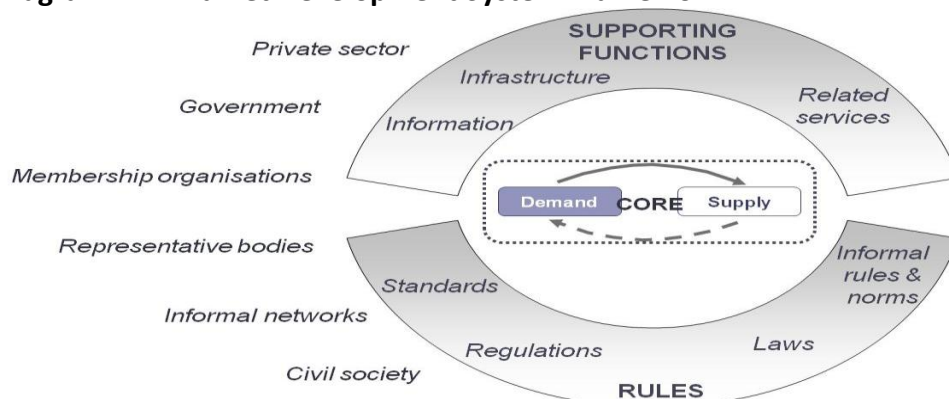 SUPPORTING
FUNCTIONS
Private sector
Infrastructure
Government
Related
services
Information
Membership organisations
Demand
CORE
Supply
Representative bodies
Informal
rules &
norms
Standards
Informal networks
Regulations
Laws
Civil society
RULES